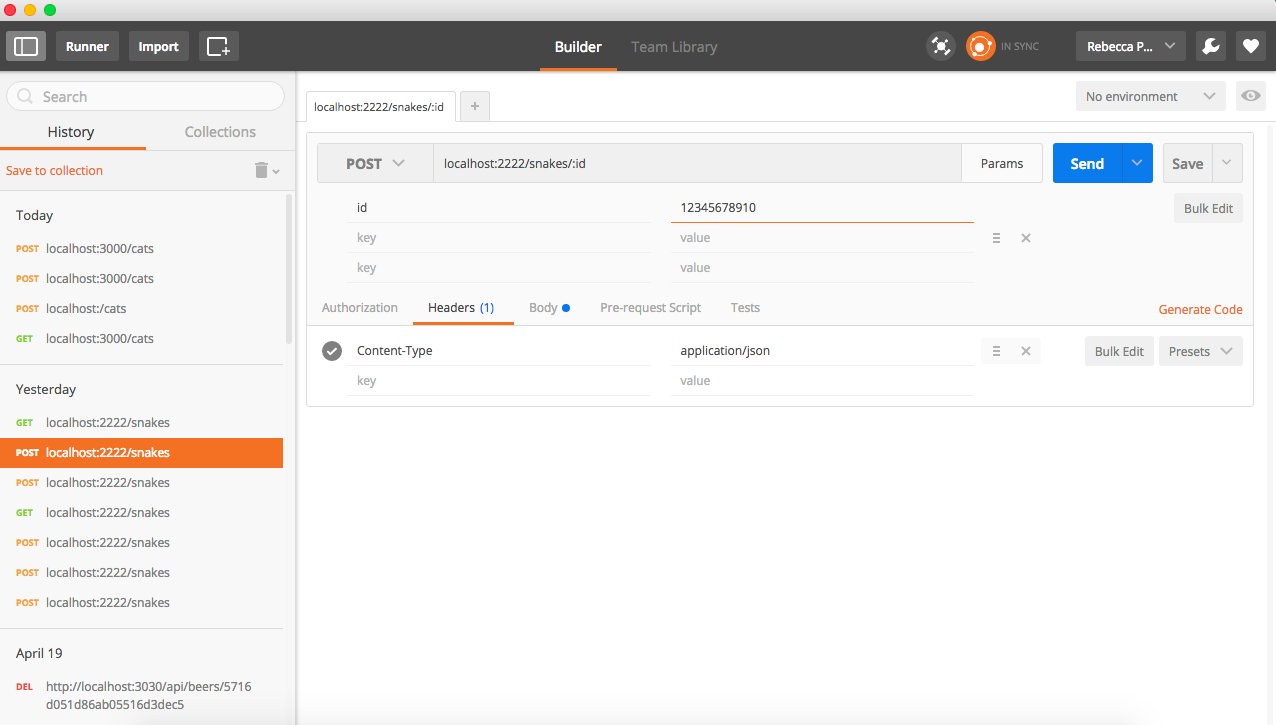 Runner
Import
Builder
Team Library
IN SYNC
Rebecca P...
Search
History
Collections
Save to collection
Today
POST localhost:3000/cats
POST localhost:3000/cats
POST localhost:/cats
GET localhost:3000/cats
Yesterday
GET localhost:2222/snakes
POST localhost:2222/snakes
POST localhost:2222/snakes
GET localhost:2222/snakes
POST localhost:2222/snakes
POST localhost:2222/snakes
POST localhost:2222/snakes
April 19
DEL http://localhost:3030/api/beers/5716
d051d86ab05516d3dec5
localhost:2222/snakes/:id
+
No environment
POST localhost:2222/snakes/:id Params Send Save
id 12345678910 Bulk Edit
key value
key value
Authorization Headers (1) Body Pre-request Script Tests Generate Code
Content-Type application/json Bulk Edit Presets
key value